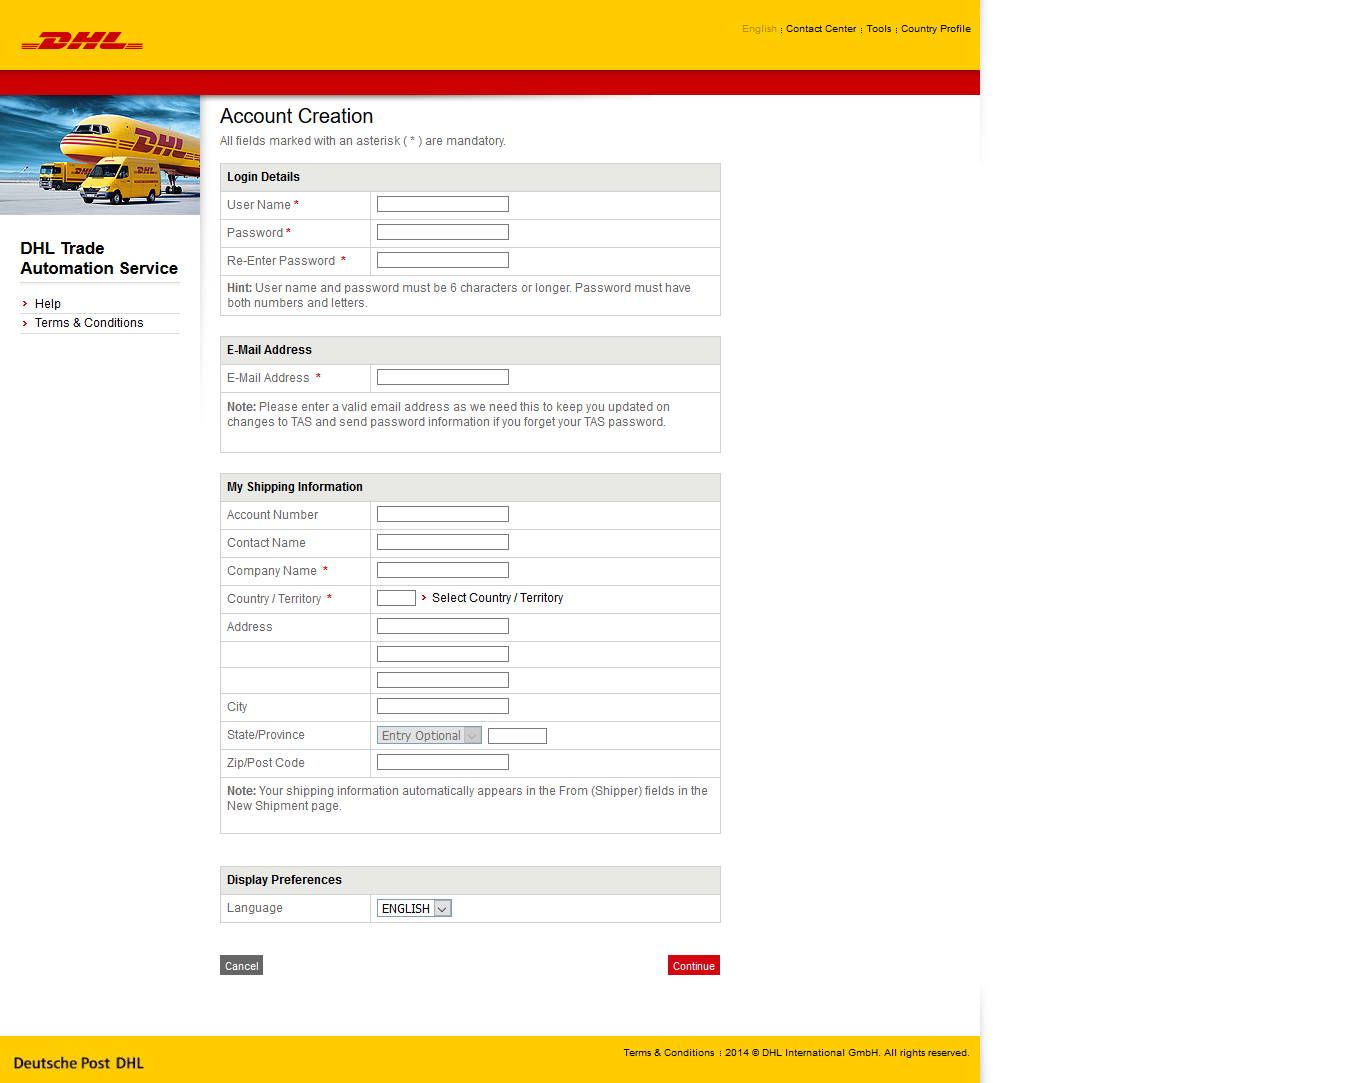 DHL
English : Contact Center : Tools : Country Profile
DHL
DHL
DHL
DHL Trade
Automation Service
Help
Terms & Conditions
Account Creation
All fields marked with an asterisk ( * ) are mandatory.
Login Details
User Name *
Password *
Re-Enter Password *
Hint: User name and password must be 6 characters or longer. Password must have
both numbers and letters.
E-Mail Address
E-Mail Address *
Note: Please enter a valid email address as we need this to keep you updated on
changes to TAS and send password information if you forget your TAS password.
My Shipping Information
Account Number
Contact Name
Company Name *
Country / Territory * Select Country / Territory
Address
City
State/Province Entry Optional
Zip/Post Code
Note: Your shipping information automatically appears in the From (Shipper) fields in the
New Shipment page.
Display Preferences
Language ENGLISH
Cancel Continue
Deutsche Post DHL
Terms & Conditions : 2014 © DHL International GmbH. All rights reserved.